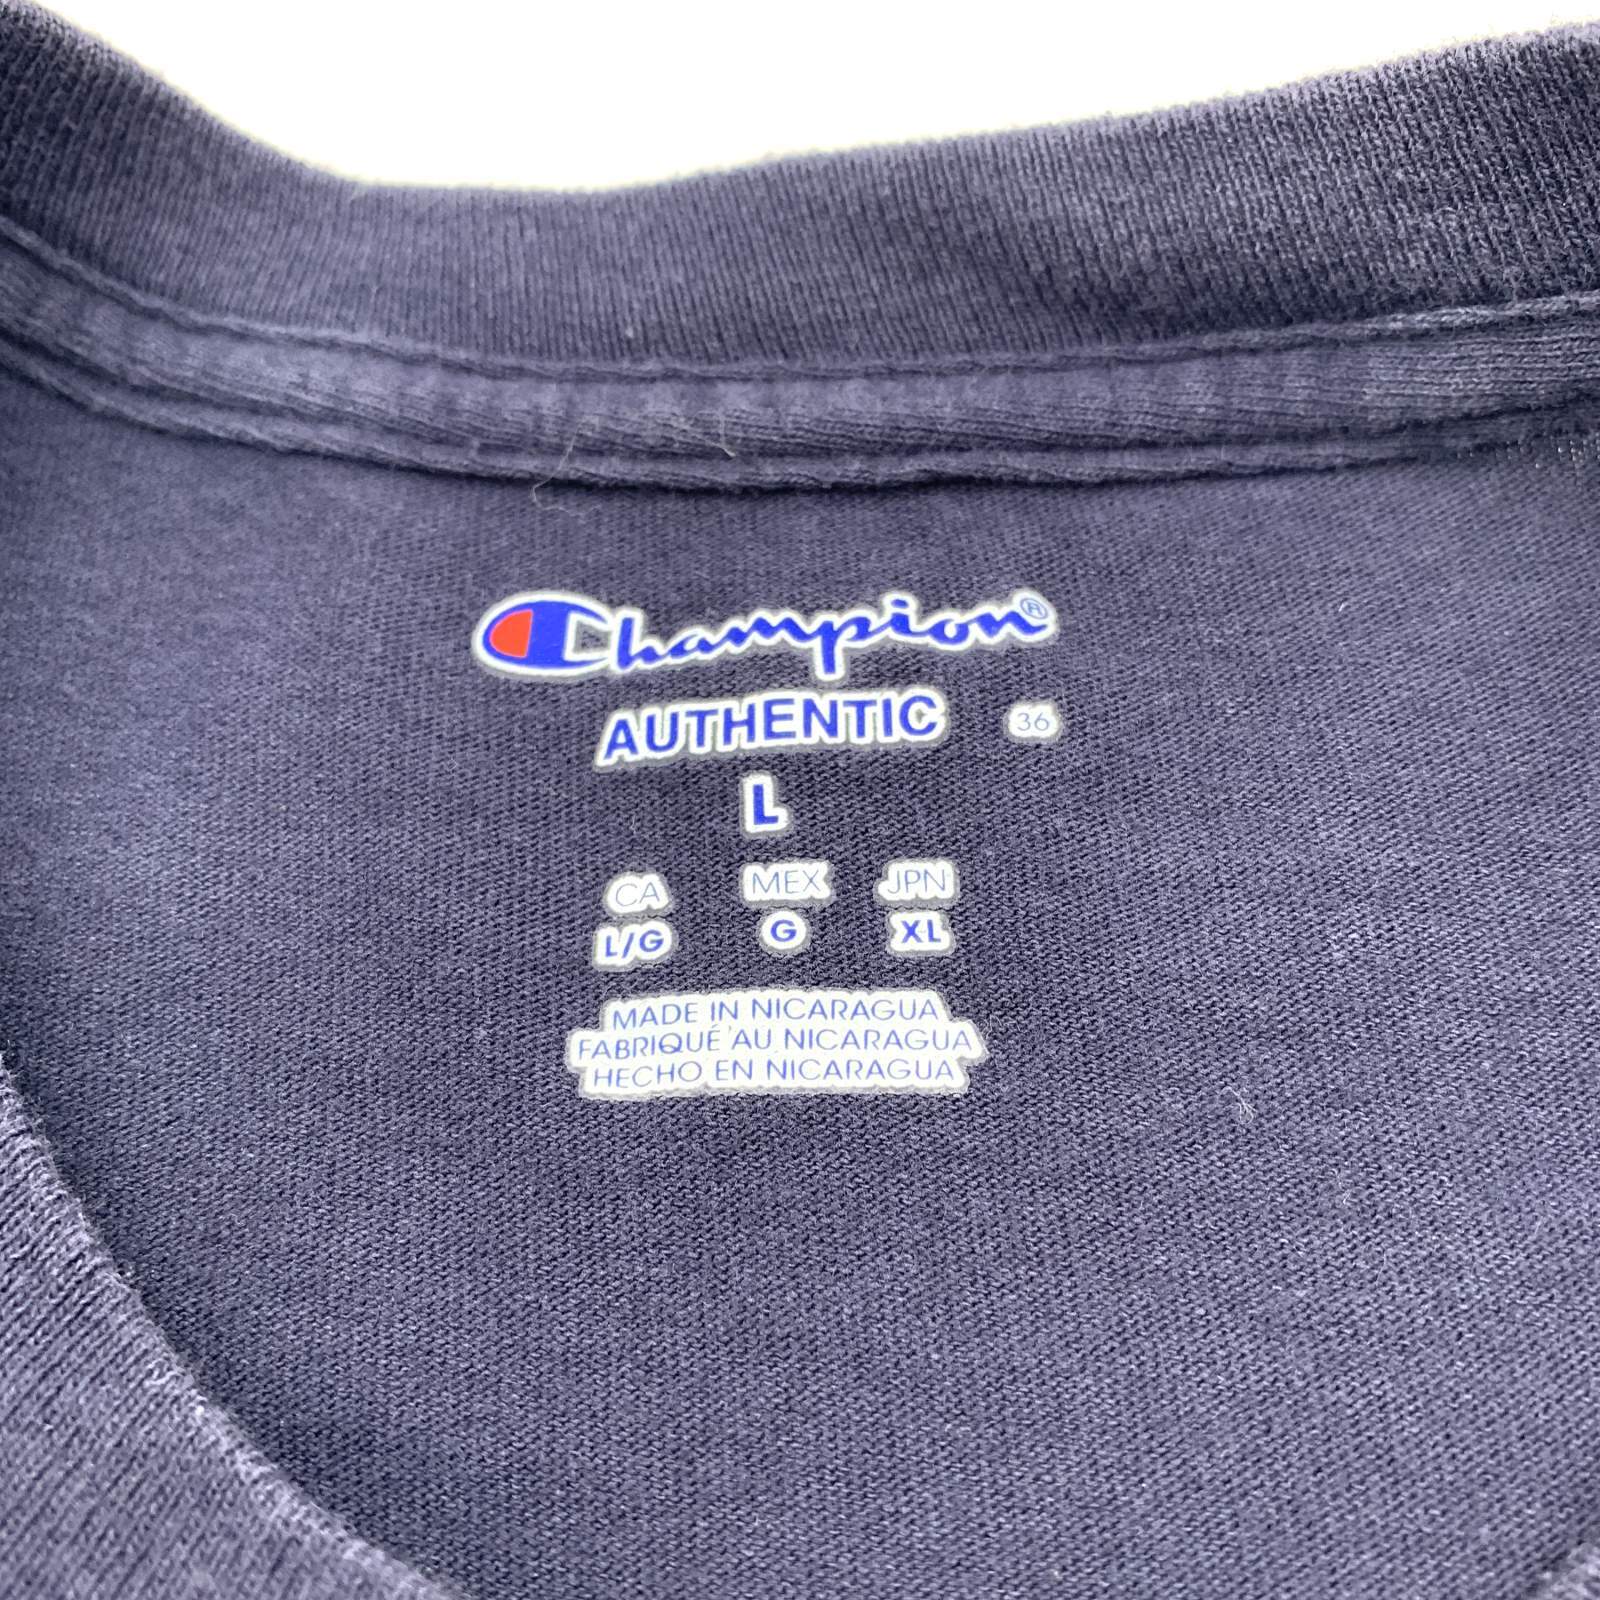 Champion®
AUTHENTIC 36
L
CA MEX JPN
L/G G XL
MADE IN NICARAGUA
FABRIQUÉ AU NICARAGUA
HECHO EN NICARAGUA